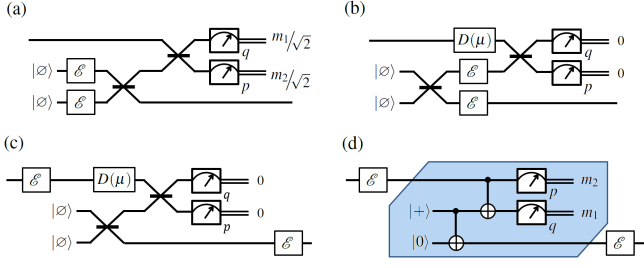 (a)
m₁/√2
q
|∅⟩ ℰ
m₂/√2
p
|∅⟩ ℰ
(b)
D(μ)
0
q
|∅⟩ ℰ
0
p
|∅⟩ ℰ
(c)
ℰ D(μ)
0
q
|∅⟩
0
p
|∅⟩
ℰ
(d)
ℰ
m₂
p
|+⟩
m₁
q
|0⟩
ℰ